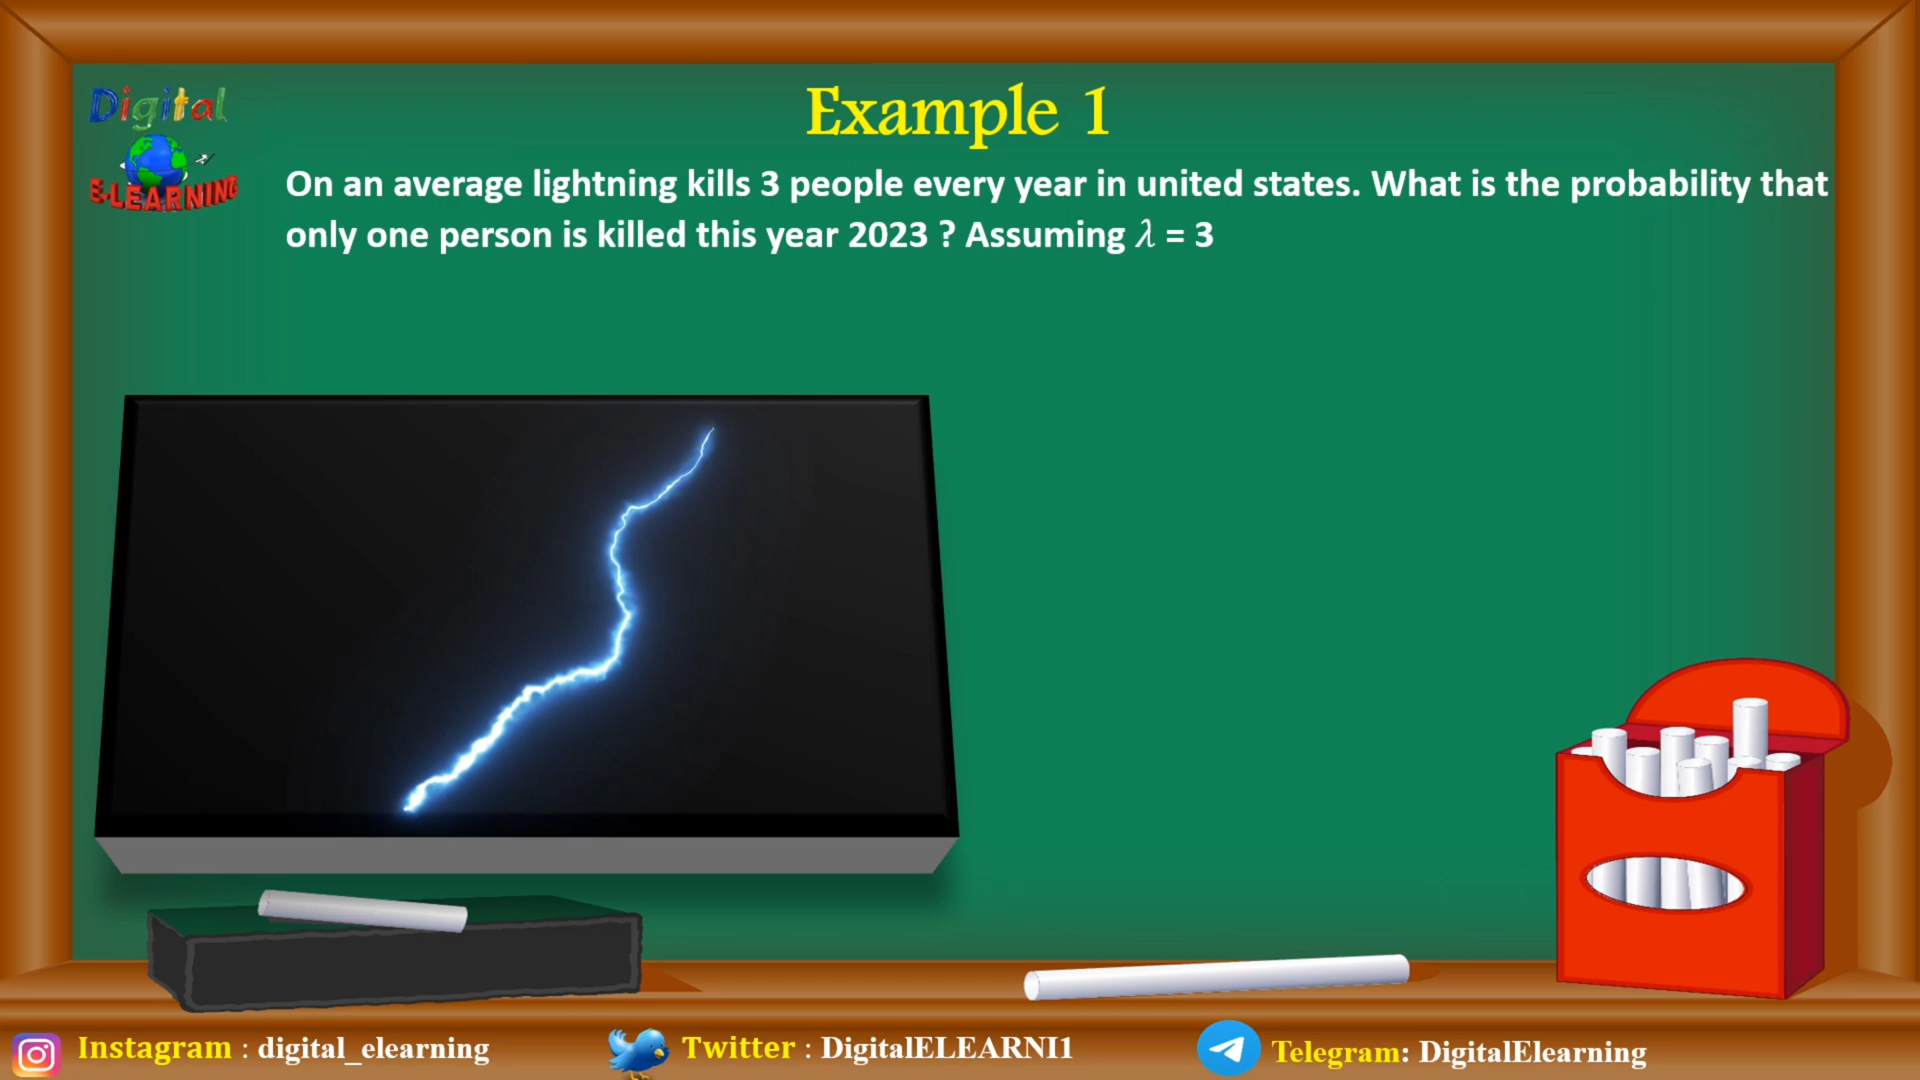 Digital
E-LEARNING
Example 1
On an average lightning kills 3 people every year in united states. What is the probability that
only one person is killed this year 2023 ? Assuming λ = 3
Instagram : digital_elearning
Twitter : DigitalELEARNI1
Telegram: DigitalElearning